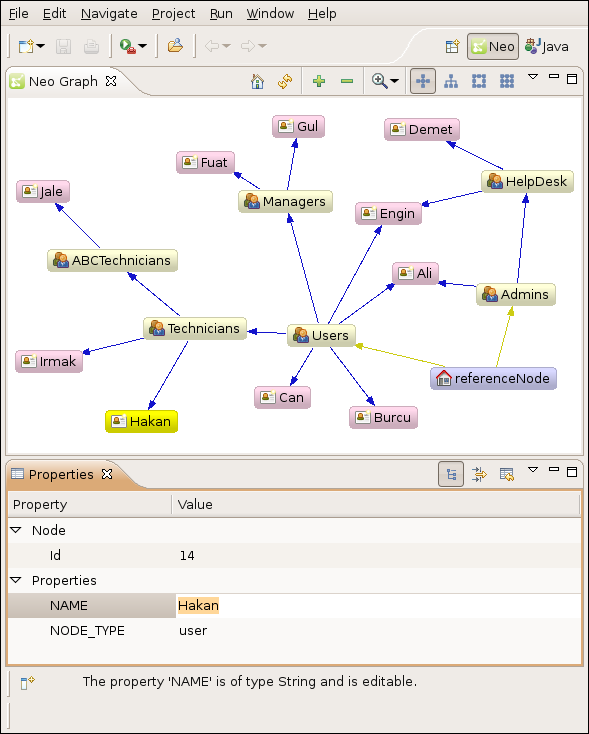 File Edit Navigate Project Run Window Help
Neo Java
Neo Graph
Gul
Demet
Fuat
HelpDesk
Jale
Managers
Engin
ABCTechnicians
Ali
Admins
Technicians
Users
Irmak
referenceNode
Can
Hakan
Burcu
Properties
Property Value
Node
Id 14
Properties
NAME Hakan
NODE_TYPE user
The property 'NAME' is of type String and is editable.